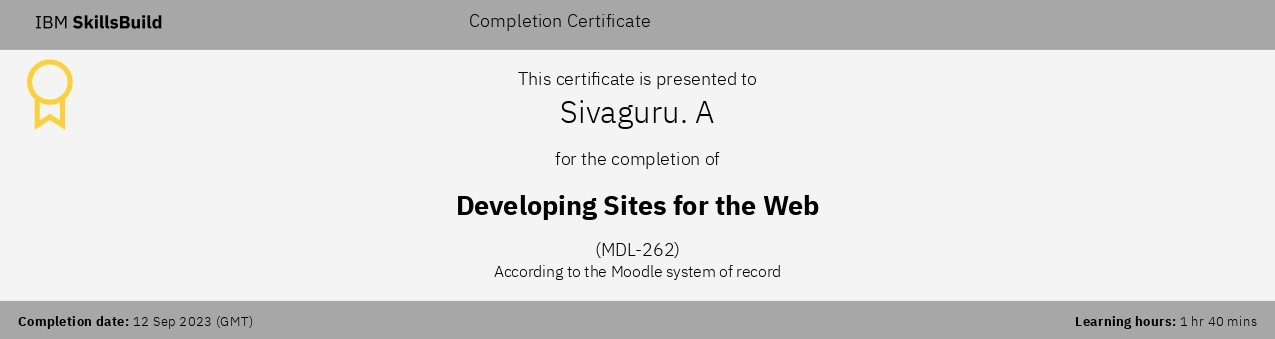 IBM SkillsBuild
Completion Certificate
This certificate is presented to
Sivaguru. A
for the completion of
Developing Sites for the Web
(MDL-262)
According to the Moodle system of record
Completion date: 12 Sep 2023 (GMT)
Learning hours: 1 hr 40 mins